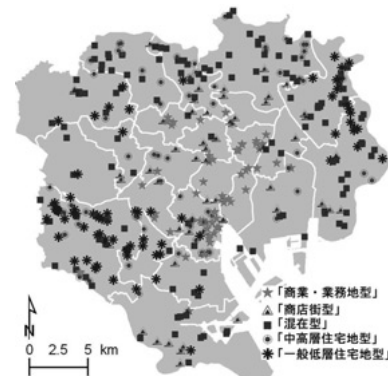 ★「商業・業務地型」
▲「商店街型」
■「混在型」
◉「中高層住宅地型」
✱「一般低層住宅地型」
N
0 2.5 5 km